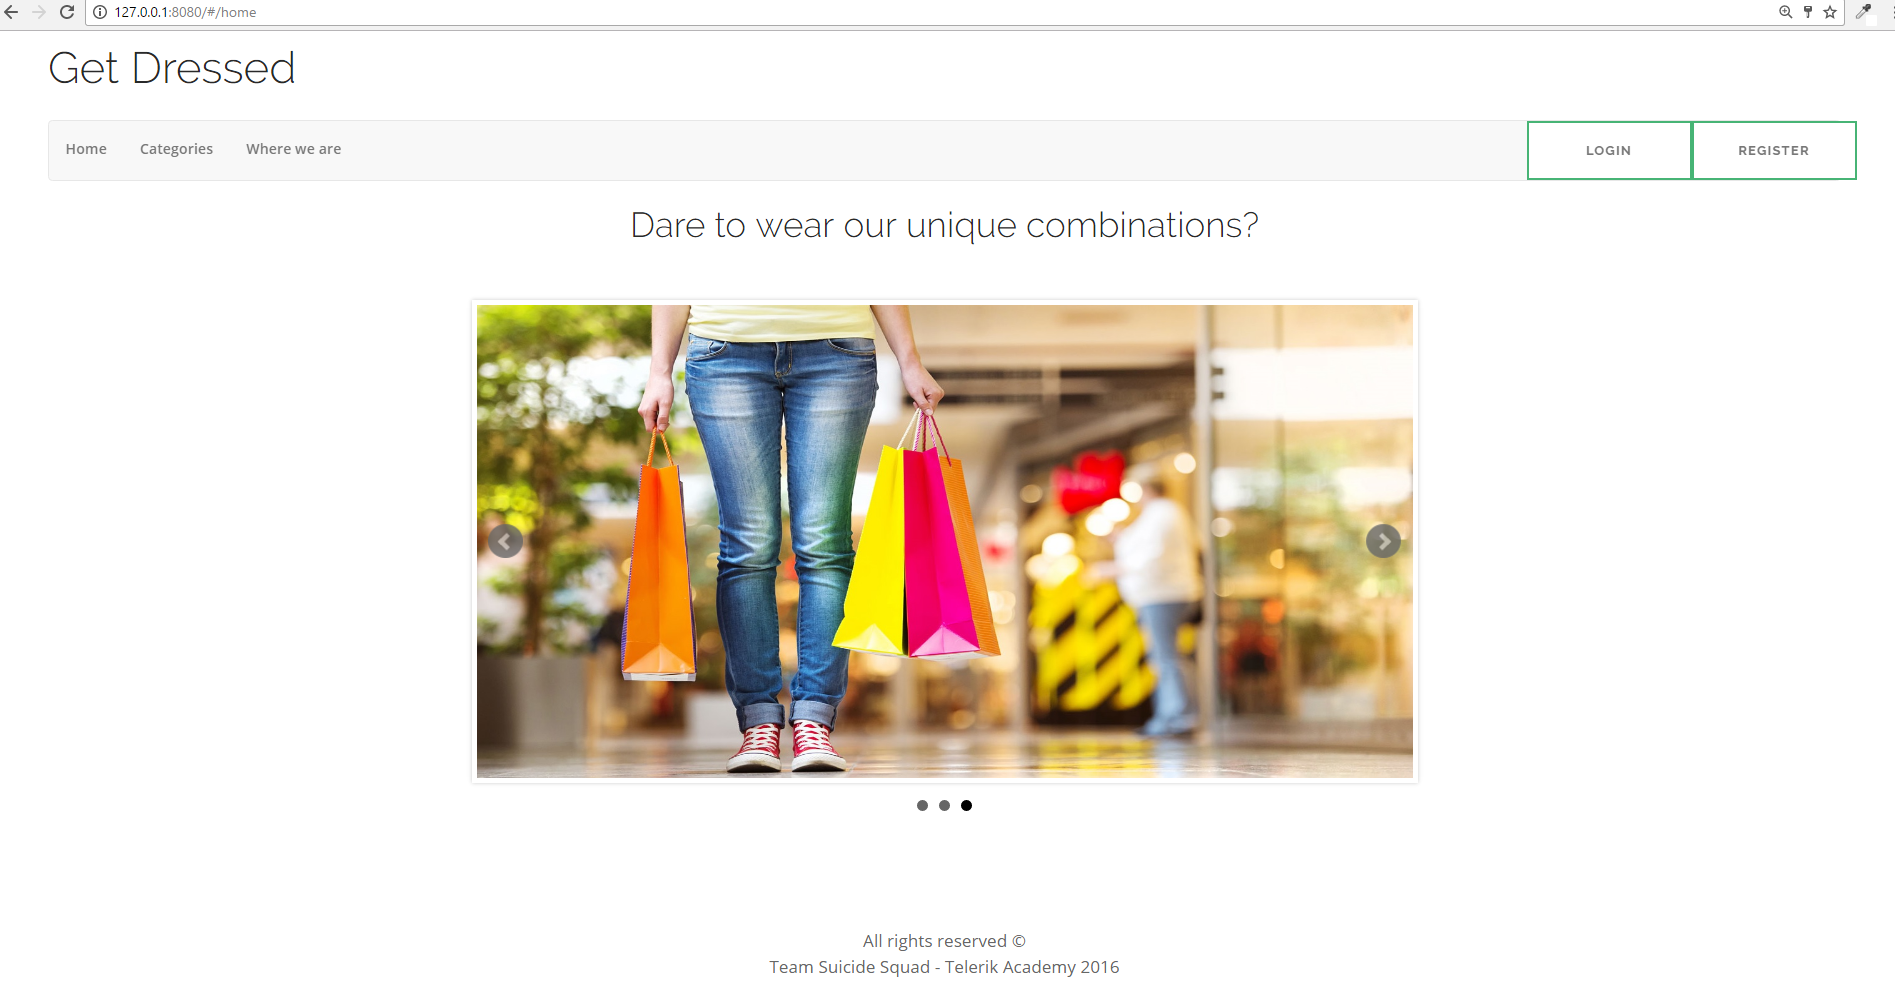 127.0.0.1:8080/#/home
Get Dressed
Home Categories Where we are LOGIN REGISTER
Dare to wear our unique combinations?
All rights reserved ©
Team Suicide Squad - Telerik Academy 2016